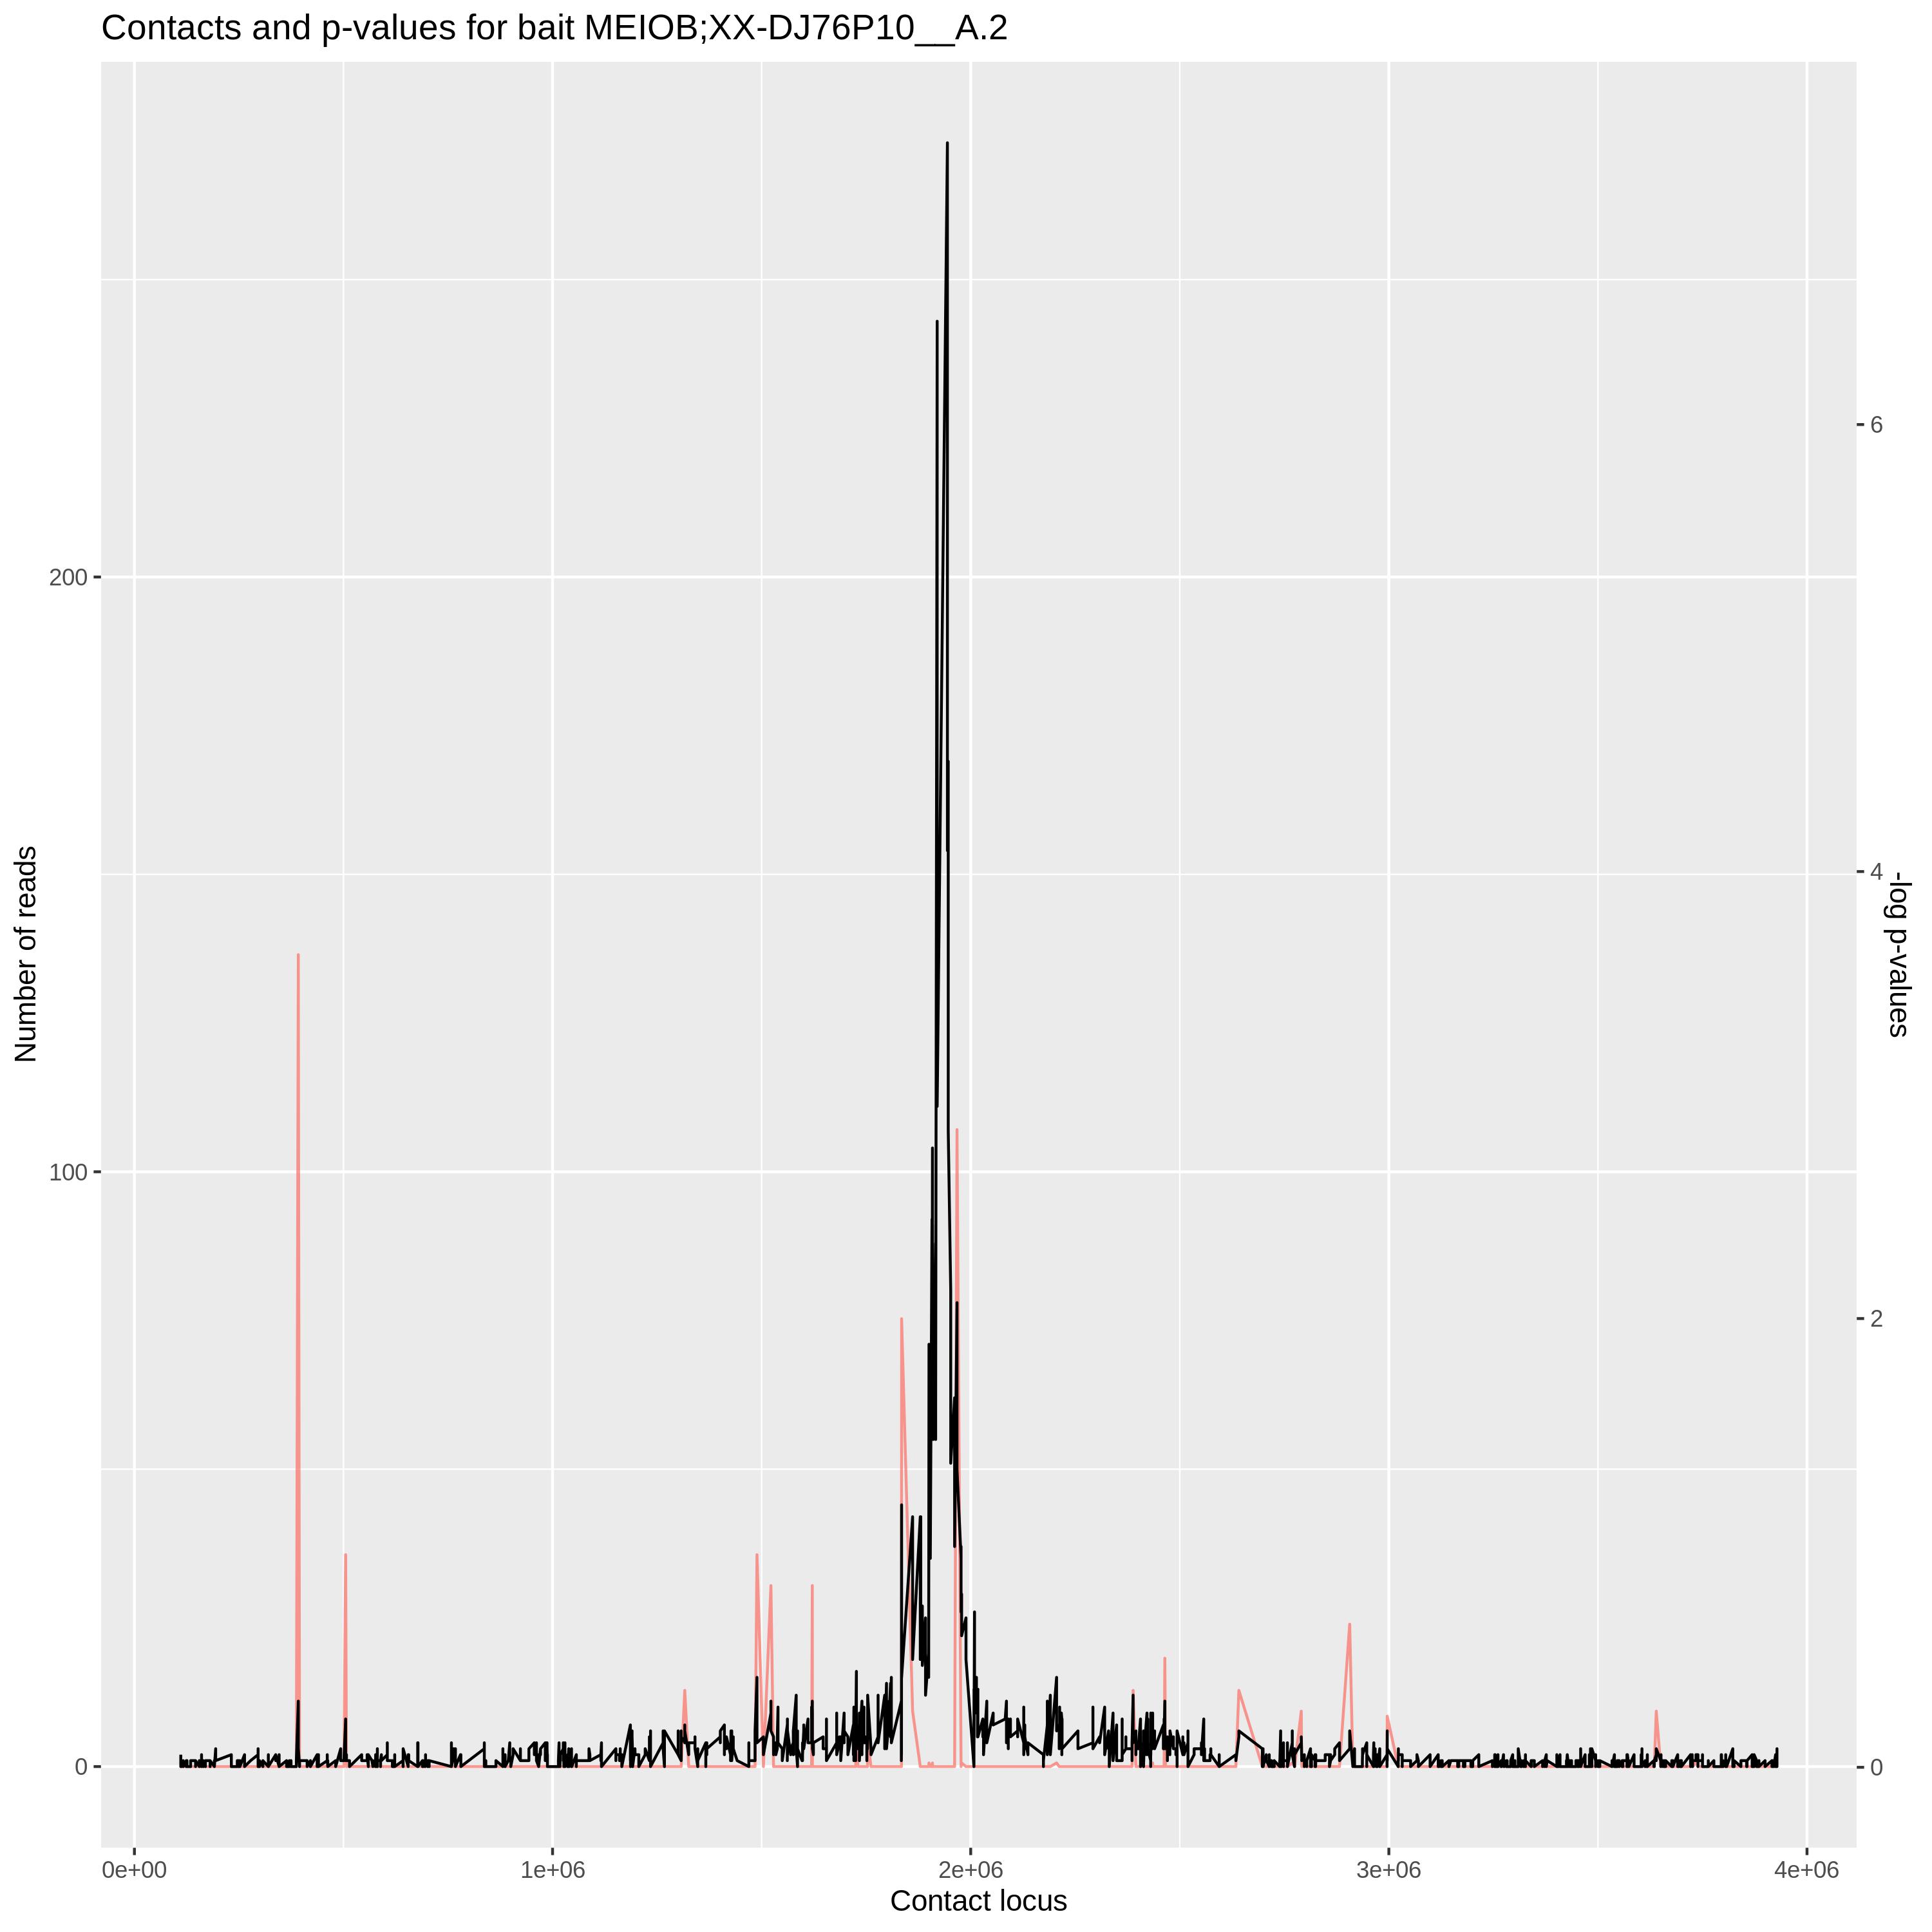 Contacts and p-values for bait MEIOB;XX-DJ76P10__A.2
Number of reads
200
100
0
6
4
2
0
-log p-values
0e+00
1e+06
2e+06
3e+06
4e+06
Contact locus